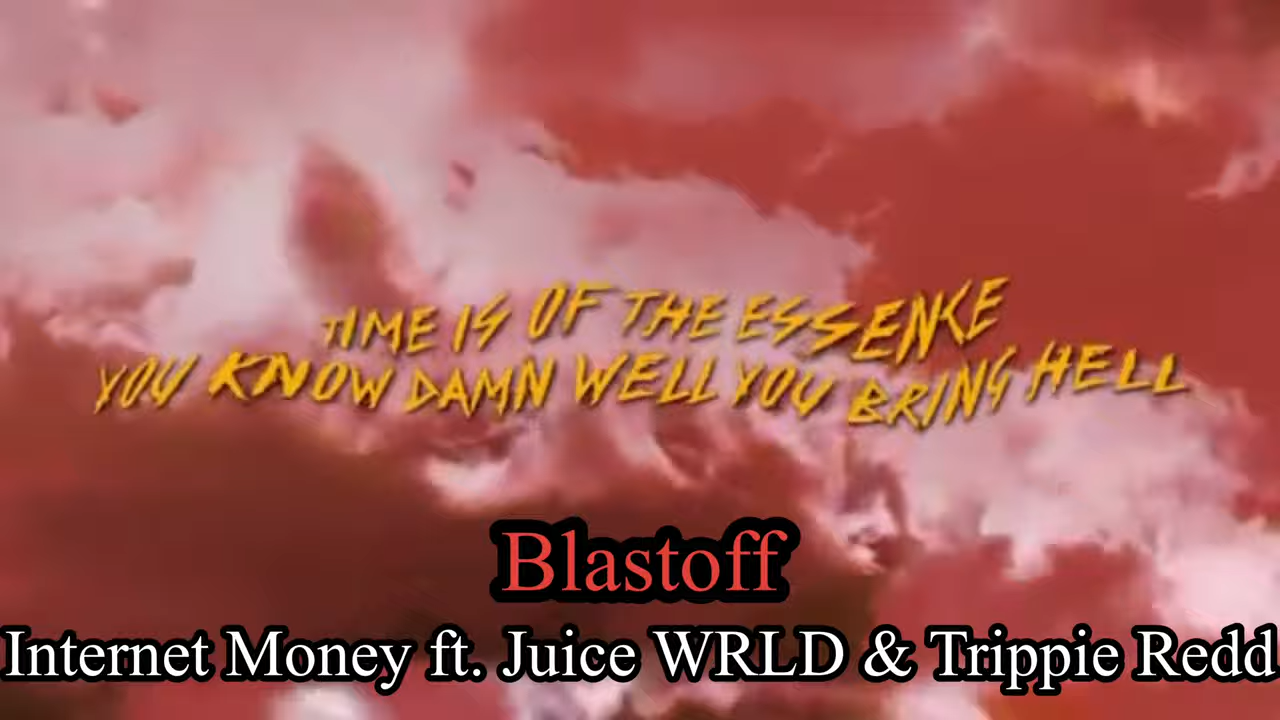 TIME IS OF THE ESSENCE
YOU KNOW DAMN WELL YOU BRING HELL
Blastoff
Internet Money ft. Juice WRLD & Trippie Redd